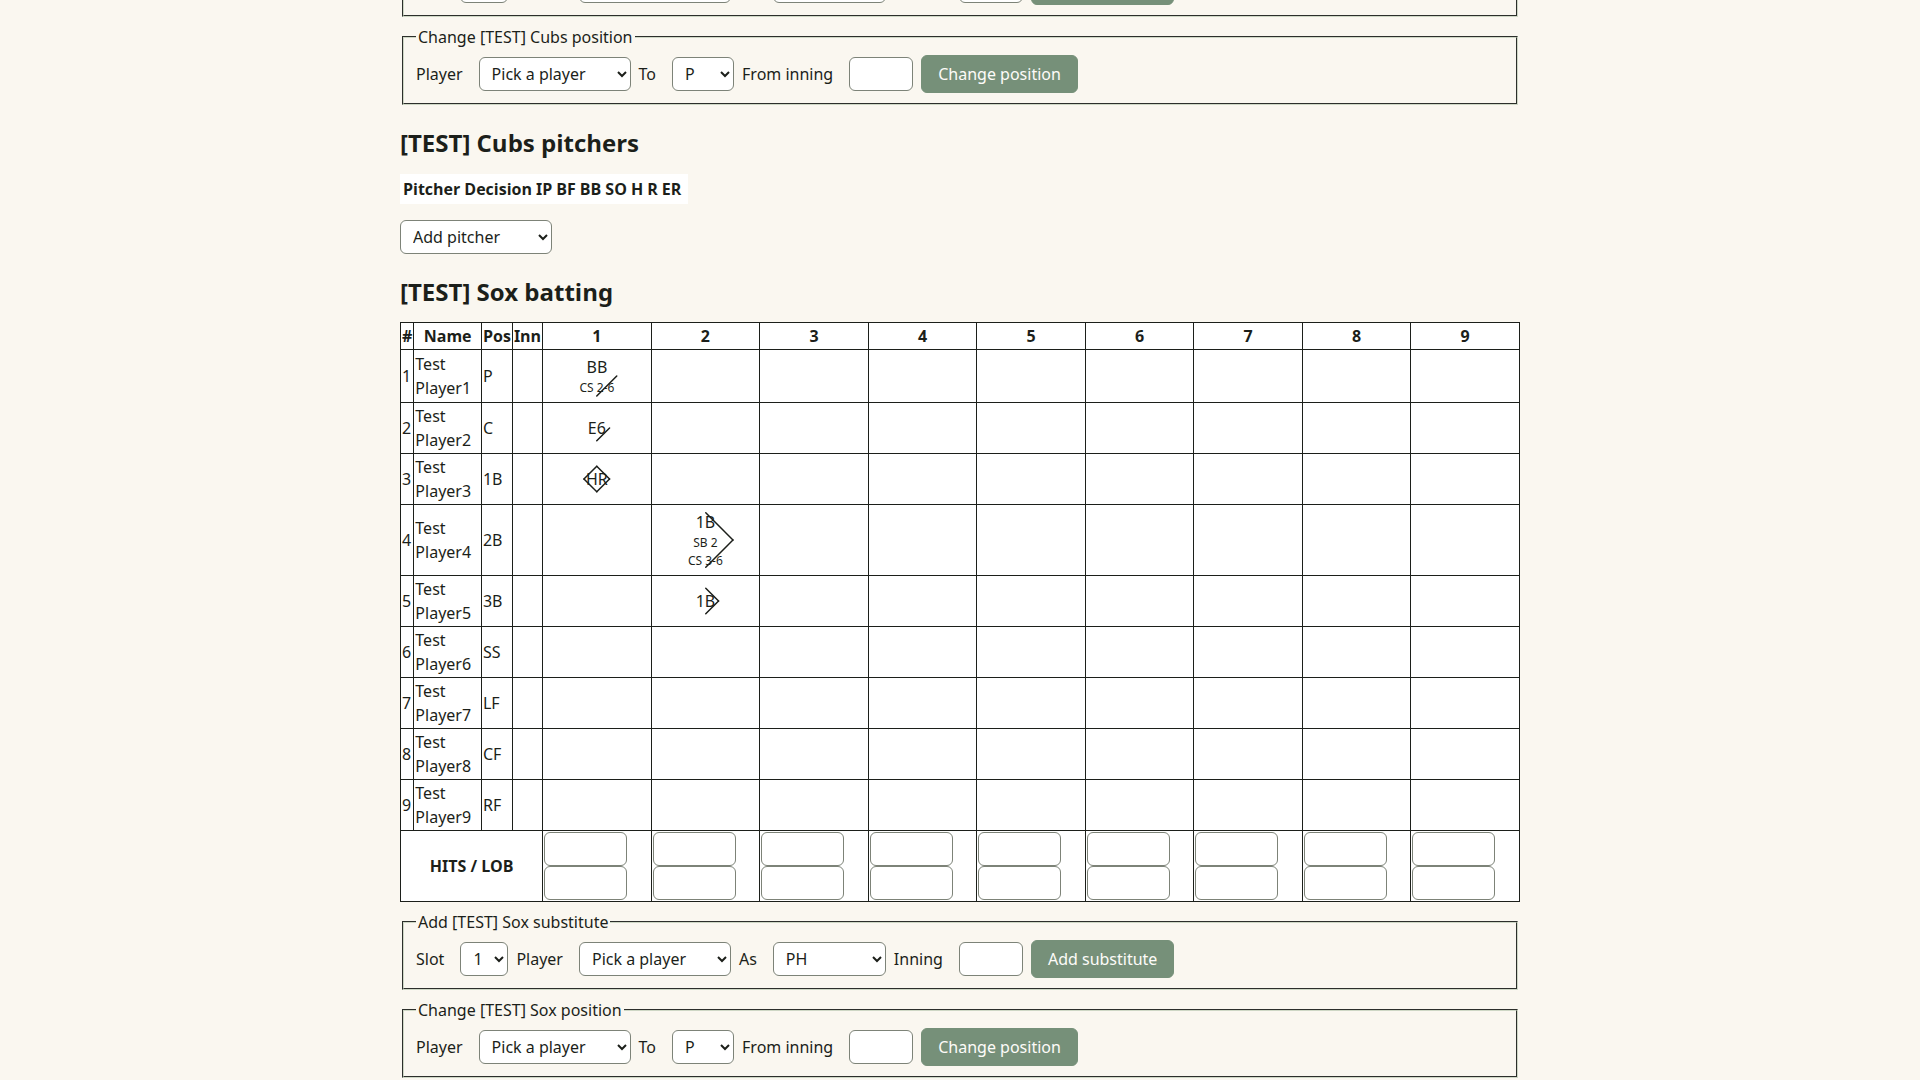 Change [TEST] Cubs position
Player Pick a player To P From inning Change position
[TEST] Cubs pitchers
Pitcher Decision IP BF BB SO H R ER
Add pitcher
[TEST] Sox batting
# Name Pos Inn 1 2 3 4 5 6 7 8 9
1 Test Player1 P BB
CS 2-6
2 Test Player2 C E6
3 Test Player3 1B HR
4 Test Player4 2B 1B
SB 2
CS 3-6
5 Test Player5 3B 1B
6 Test Player6 SS
7 Test Player7 LF
8 Test Player8 CF
9 Test Player9 RF
HITS / LOB
Add [TEST] Sox substitute
Slot 1 Player Pick a player As PH Inning Add substitute
Change [TEST] Sox position
Player Pick a player To P From inning Change position